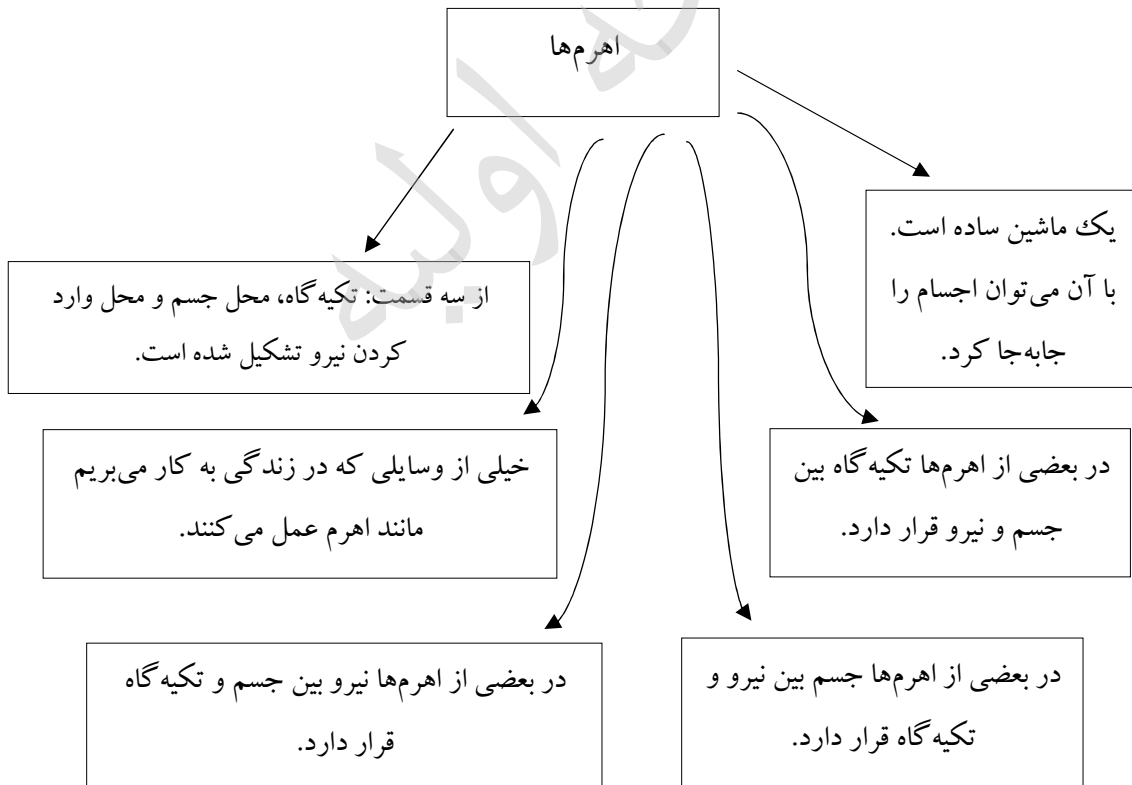 اهرم‌ها
یک ماشین ساده است.
با آن می‌توان اجسام را
جابه‌جا کرد.
از سه قسمت: تکیه‌گاه، محل جسم و محل وارد
کردن نیرو تشکیل شده است.
در بعضی از اهرم‌ها تکیه‌گاه بین
جسم و نیرو قرار دارد.
خیلی از وسایلی که در زندگی به کار می‌بریم
مانند اهرم عمل می‌کنند.
در بعضی از اهرم‌ها جسم بین نیرو و
تکیه‌گاه قرار دارد.
در بعضی از اهرم‌ها نیرو بین جسم و تکیه‌گاه
قرار دارد.
اولیه